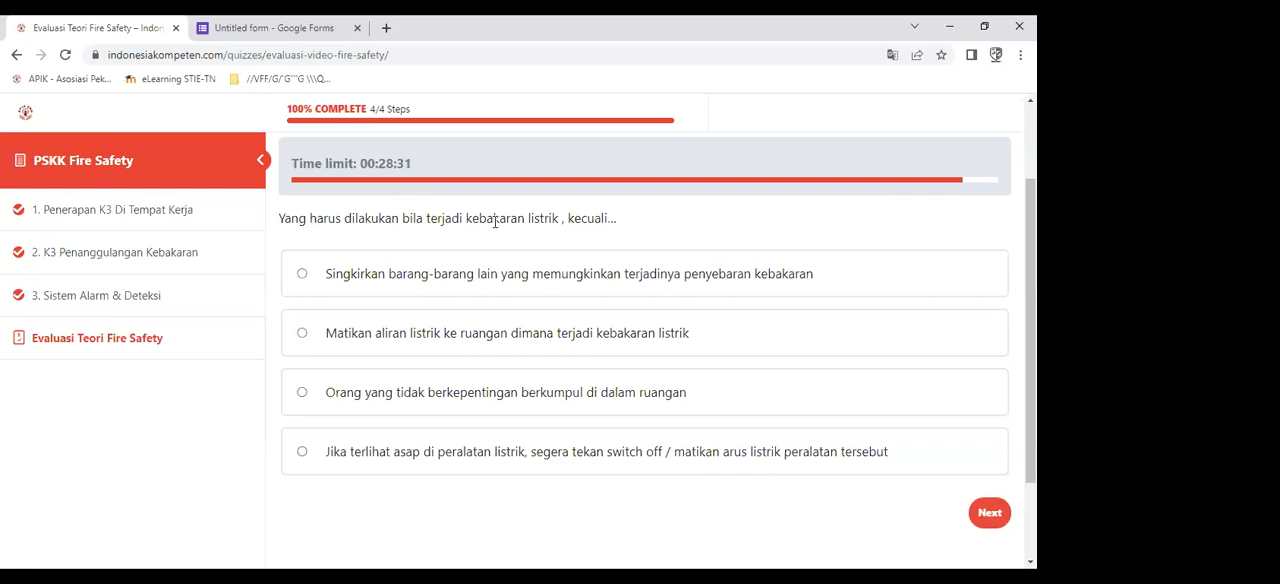 Evaluasi Teori Fire Safety – Indon
Untitled form - Google Forms
indonesiakompeten.com/quizzes/evaluasi-video-fire-safety/
APIK - Asosiasi Pek...
eLearning STIE-TN
100% COMPLETE 4/4 Steps
PSKK Fire Safety
1. Penerapan K3 Di Tempat Kerja
2. K3 Penanggulangan Kebakaran
3. Sistem Alarm & Deteksi
Evaluasi Teori Fire Safety
Time limit: 00:28:31
Yang harus dilakukan bila terjadi kebakaran listrik , kecuali...
Singkirkan barang-barang lain yang memungkinkan terjadinya penyebaran kebakaran
Matikan aliran listrik ke ruangan dimana terjadi kebakaran listrik
Orang yang tidak berkepentingan berkumpul di dalam ruangan
Jika terlihat asap di peralatan listrik, segera tekan switch off / matikan arus listrik peralatan tersebut
Next